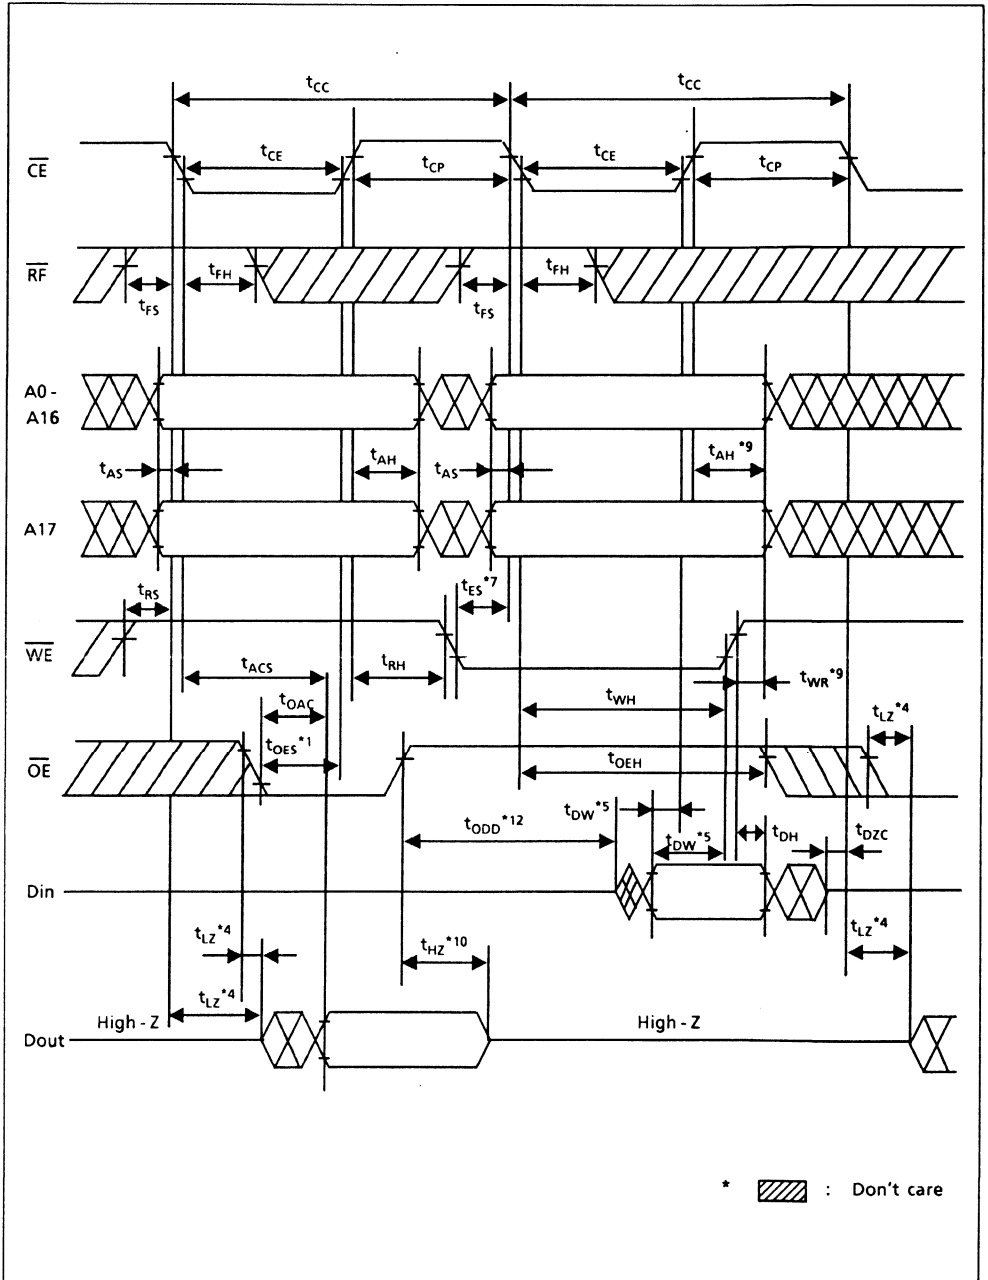 tCC tCC
CE tCE tCP tCE tCP
RF tFS tFH tFS tFH
A0 -
A16
tAS tAH tAS tAH*9
A17
tRS tES*7
WE
tACS tRH tWR*9
tOAC tWH tLZ*4
OE tOES*1 tOEH
tODD*12 tDW*5 tDW*5 tDH tDZC
Din
tLZ*4 tHZ*10 tLZ*4
tLZ*4
High - Z High - Z
Dout
* : Don't care